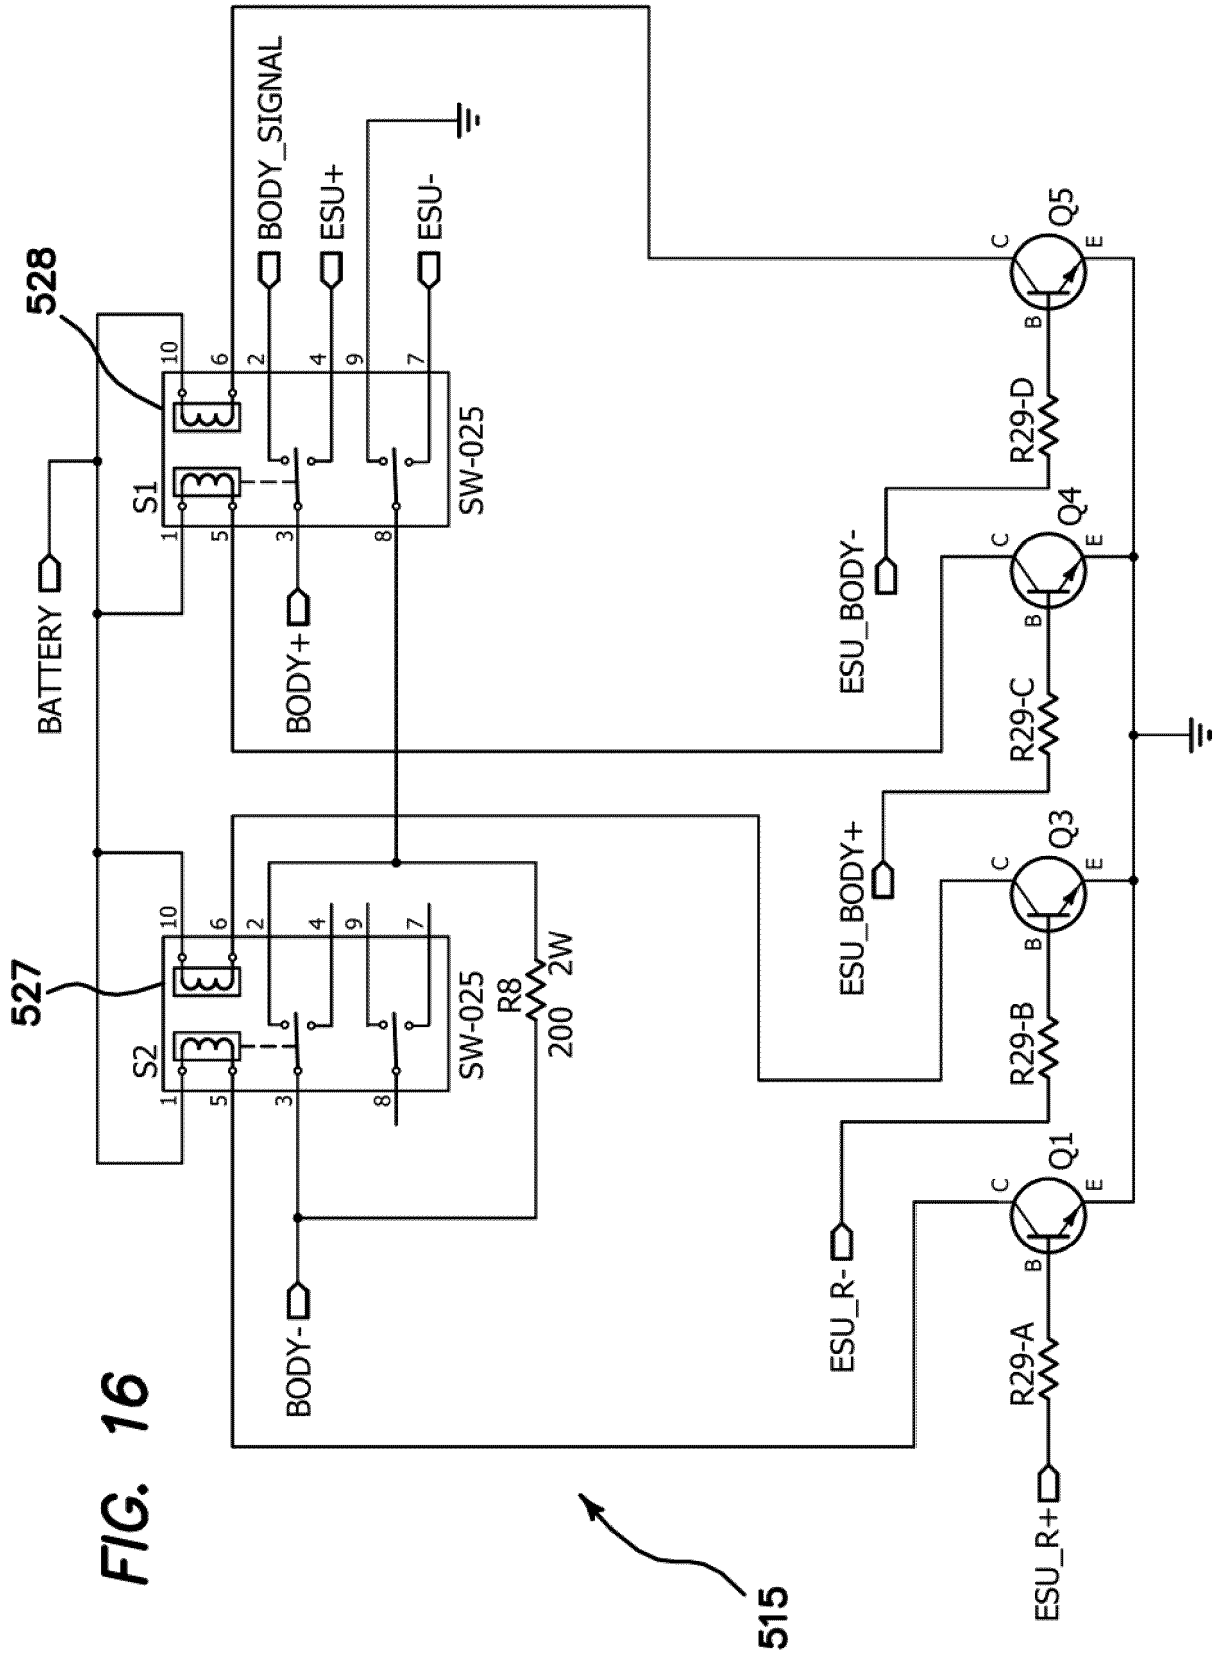 FIG. 16
BATTERY
527
528
S2
1
5
3
8
10
6
2
4
9
7
SW-025
R8
200 2W
BODY-
S1
1
5
3
8
10
6
2
4
9
7
SW-025
BODY+
BODY_SIGNAL
ESU+
ESU-
ESU_R+
R29-A
B
C
E
Q1
ESU_R-
R29-B
B
C
E
Q3
ESU_BODY+
R29-C
B
C
E
Q4
ESU_BODY-
R29-D
B
C
E
Q5
515